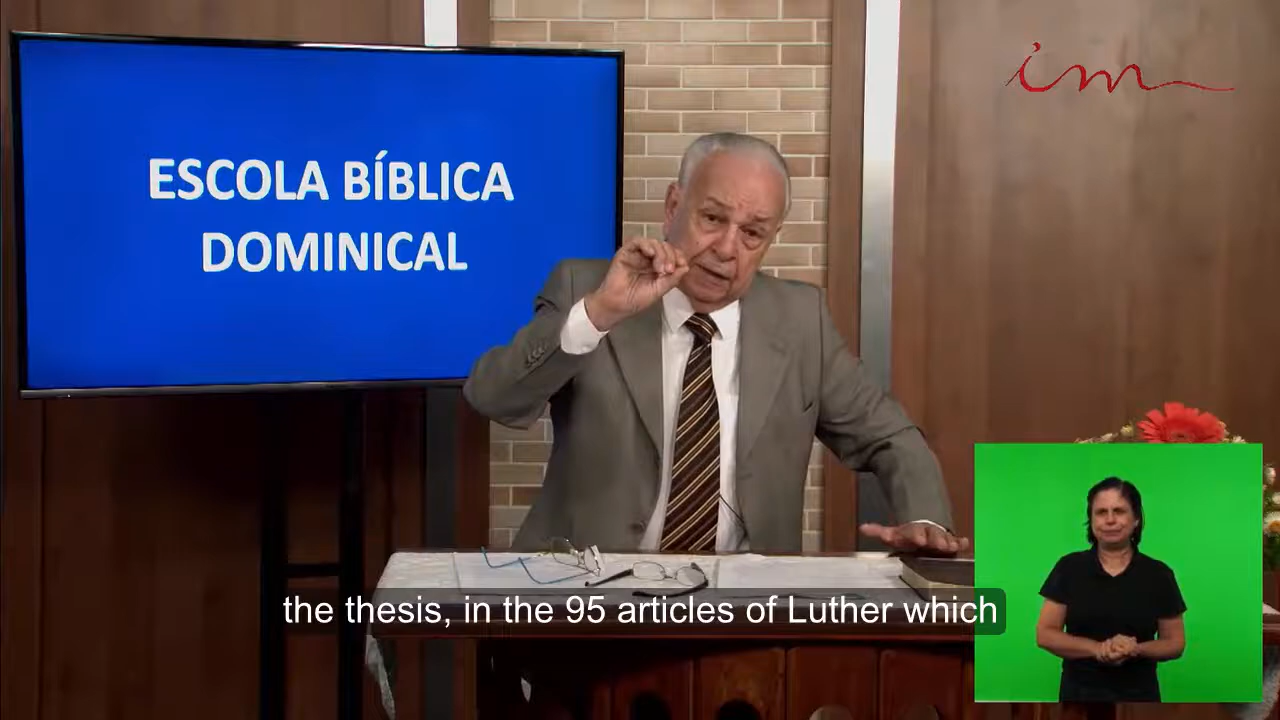 ESCOLA BÍBLICA
DOMINICAL
im
the thesis, in the 95 articles of Luther which